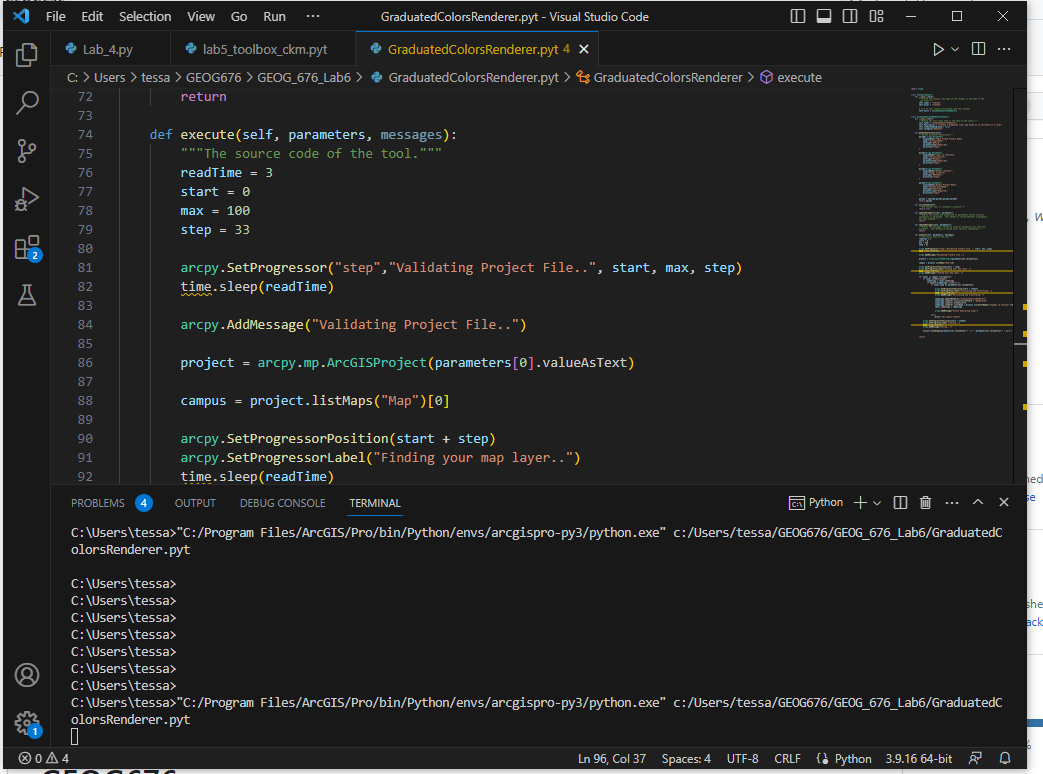 File Edit Selection View Go Run ··· GraduatedColorsRenderer.pyt - Visual Studio Code
Lab_4.py lab5_toolbox_ckm.pyt GraduatedColorsRenderer.pyt 4
C: > Users > tessa > GEOG676 > GEOG_676_Lab6 > GraduatedColorsRenderer.pyt > GraduatedColorsRenderer > execute
72 return
73
74 def execute(self, parameters, messages):
75 """The source code of the tool."""
76 readTime = 3
77 start = 0
78 max = 100
79 step = 33
80
81 arcpy.SetProgressor("step","Validating Project File..", start, max, step)
82 time.sleep(readTime)
83
84 arcpy.AddMessage("Validating Project File..")
85
86 project = arcpy.mp.ArcGISProject(parameters[0].valueAsText)
87
88 campus = project.listMaps("Map")[0]
89
90 arcpy.SetProgressorPosition(start + step)
91 arcpy.SetProgressorLabel("Finding your map layer..")
92 time.sleep(readTime)
PROBLEMS 4 OUTPUT DEBUG CONSOLE TERMINAL Python
C:\Users\tessa>"C:/Program Files/ArcGIS/Pro/bin/Python/envs/arcgispro-py3/python.exe" c:/Users/tessa/GEOG676/GEOG_676_Lab6/GraduatedC
olorsRenderer.pyt
C:\Users\tessa>
C:\Users\tessa>
C:\Users\tessa>
C:\Users\tessa>
C:\Users\tessa>
C:\Users\tessa>
C:\Users\tessa>
C:\Users\tessa>"C:/Program Files/ArcGIS/Pro/bin/Python/envs/arcgispro-py3/python.exe" c:/Users/tessa/GEOG676/GEOG_676_Lab6/GraduatedC
olorsRenderer.pyt
0 4 Ln 96, Col 37 Spaces: 4 UTF-8 CRLF Python 3.9.16 64-bit